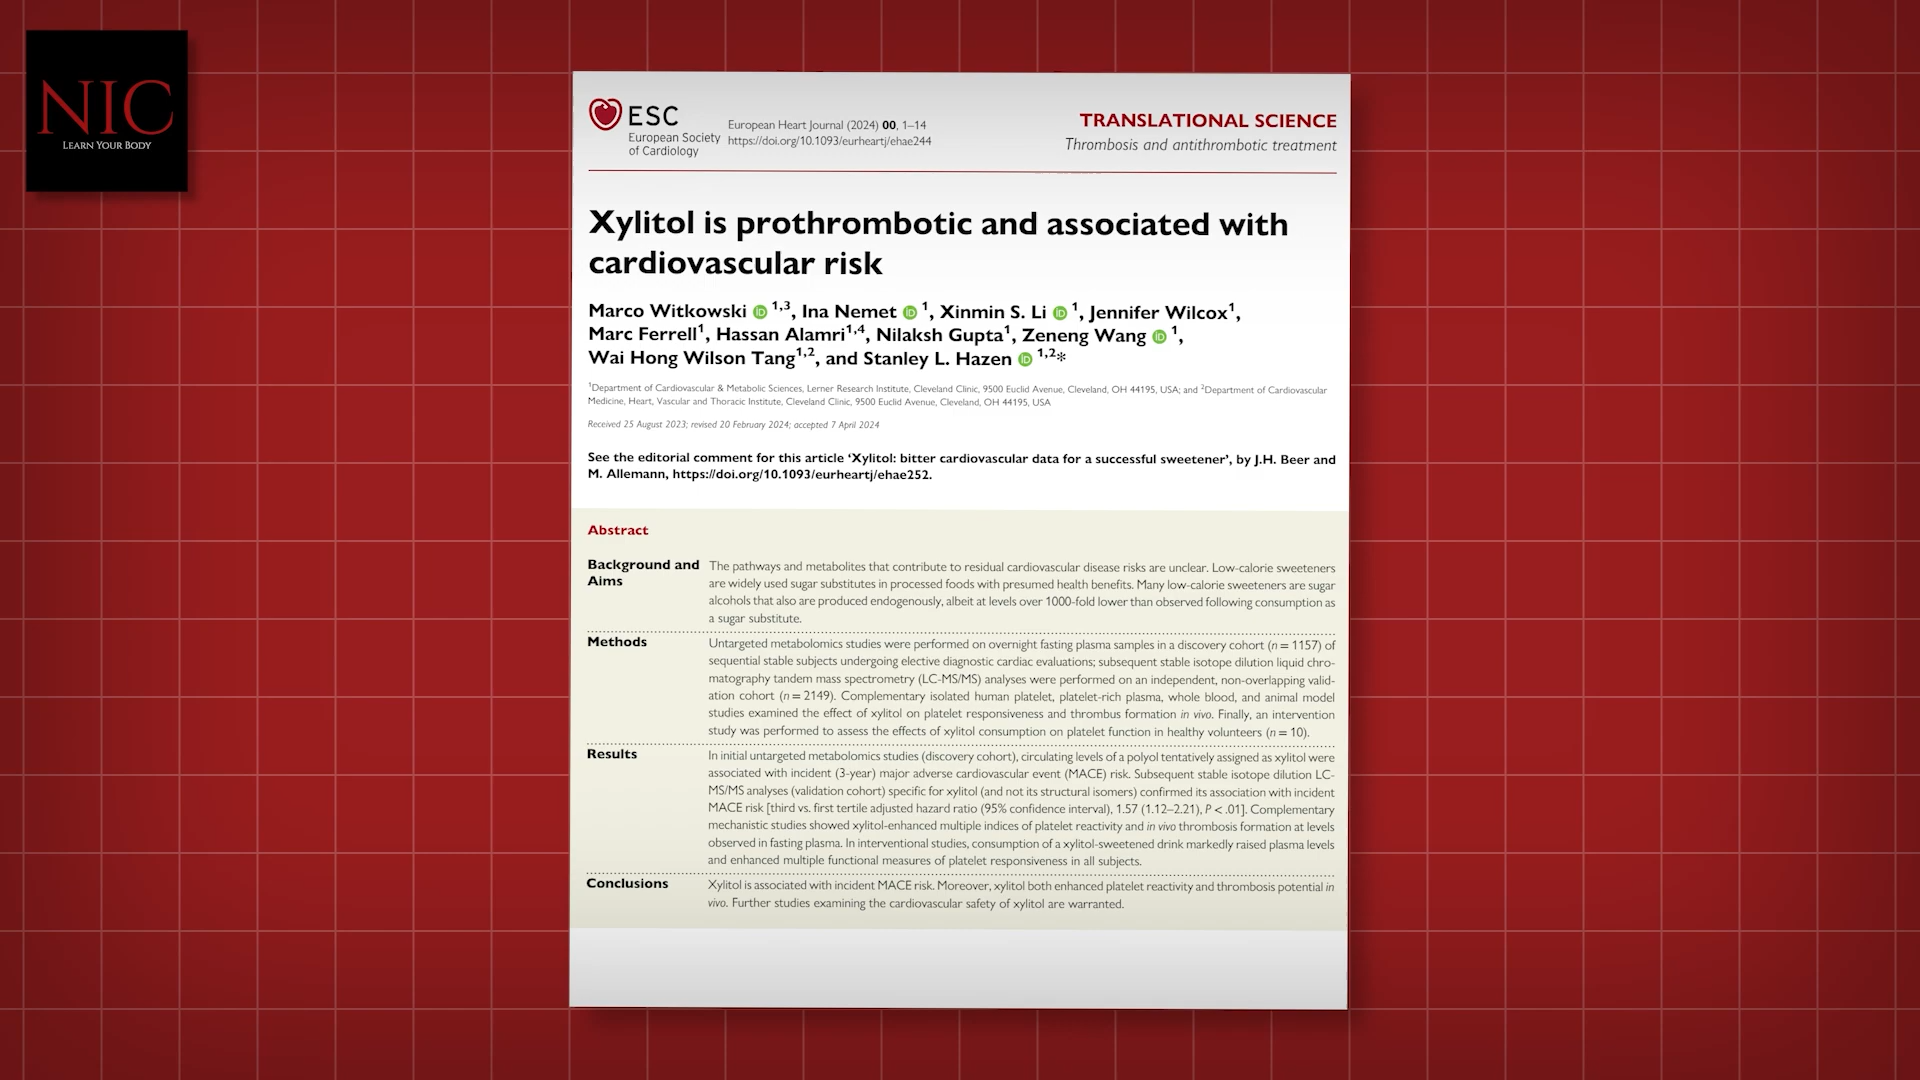 NIC
LEARN YOUR BODY
ESC
European Society
of Cardiology
European Heart Journal (2024) 00, 1–14
https://doi.org/10.1093/eurheartj/ehae244
TRANSLATIONAL SCIENCE
Thrombosis and antithrombotic treatment
Xylitol is prothrombotic and associated with
cardiovascular risk
Marco Witkowski iD 1,3, Ina Nemet iD 1, Xinmin S. Li iD 1, Jennifer Wilcox1,
Marc Ferrell1, Hassan Alamri1,4, Nilaksh Gupta1, Zeneng Wang iD 1,
Wai Hong Wilson Tang1,2, and Stanley L. Hazen iD 1,2*
1Department of Cardiovascular & Metabolic Sciences, Lerner Research Institute, Cleveland Clinic, 9500 Euclid Avenue, Cleveland, OH 44195, USA; and 2Department of Cardiovascular
Medicine, Heart, Vascular and Thoracic Institute, Cleveland Clinic, 9500 Euclid Avenue, Cleveland, OH 44195, USA
Received 25 August 2023; revised 20 February 2024; accepted 7 April 2024
See the editorial comment for this article ‘Xylitol: bitter cardiovascular data for a successful sweetener’, by J.H. Beer and
M. Allemann, https://doi.org/10.1093/eurheartj/ehae252.
Abstract
Background and
Aims
The pathways and metabolites that contribute to residual cardiovascular disease risks are unclear. Low-calorie sweeteners
are widely used sugar substitutes in processed foods with presumed health benefits. Many low-calorie sweeteners are sugar
alcohols that also are produced endogenously, albeit at levels over 1000-fold lower than observed following consumption as
a sugar substitute.
Methods
Untargeted metabolomics studies were performed on overnight fasting plasma samples in a discovery cohort (n = 1157) of
sequential stable subjects undergoing elective diagnostic cardiac evaluations; subsequent stable isotope dilution liquid chro-
matography tandem mass spectrometry (LC-MS/MS) analyses were performed on an independent, non-overlapping valid-
ation cohort (n = 2149). Complementary isolated human platelet, platelet-rich plasma, whole blood, and animal model
studies examined the effect of xylitol on platelet responsiveness and thrombus formation in vivo. Finally, an intervention
study was performed to assess the effects of xylitol consumption on platelet function in healthy volunteers (n = 10).
Results
In initial untargeted metabolomics studies (discovery cohort), circulating levels of a polyol tentatively assigned as xylitol were
associated with incident (3-year) major adverse cardiovascular event (MACE) risk. Subsequent stable isotope dilution LC-
MS/MS analyses (validation cohort) specific for xylitol (and not its structural isomers) confirmed its association with incident
MACE risk [third vs. first tertile adjusted hazard ratio (95% confidence interval), 1.57 (1.12–2.21), P < .01]. Complementary
mechanistic studies showed xylitol-enhanced multiple indices of platelet reactivity and in vivo thrombosis formation at levels
observed in fasting plasma. In interventional studies, consumption of a xylitol-sweetened drink markedly raised plasma levels
and enhanced multiple functional measures of platelet responsiveness in all subjects.
Conclusions
Xylitol is associated with incident MACE risk. Moreover, xylitol both enhanced platelet reactivity and thrombosis potential in
vivo. Further studies examining the cardiovascular safety of xylitol are warranted.